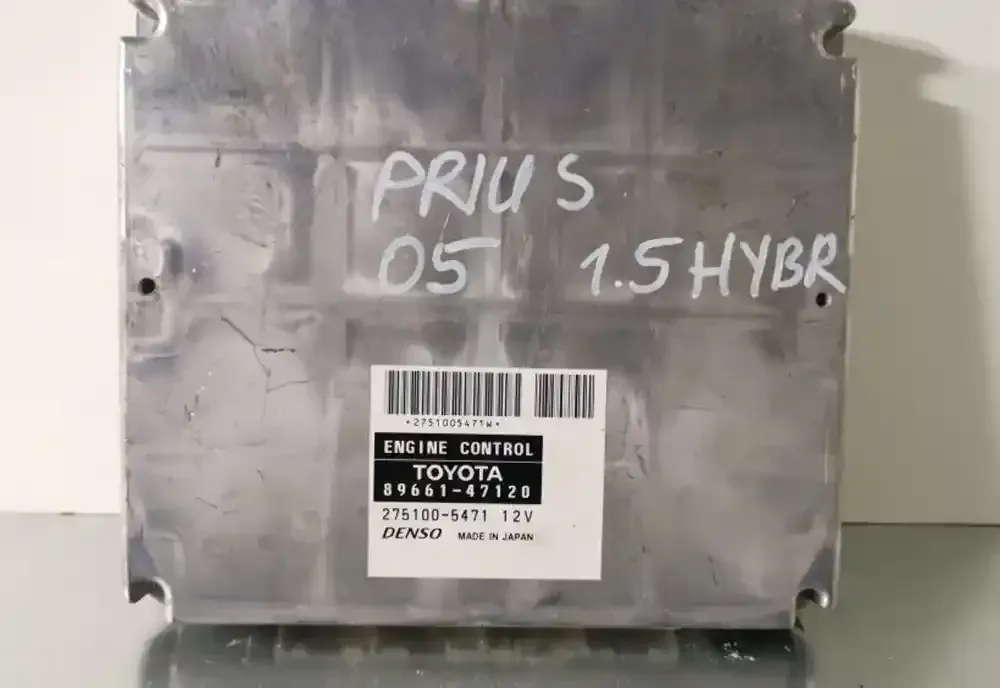 PRIUS
05 1.5 HYBR
*2751005471W*
ENGINE CONTROL
TOYOTA
89661-47120
275100-5471 12V
DENSO MADE IN JAPAN